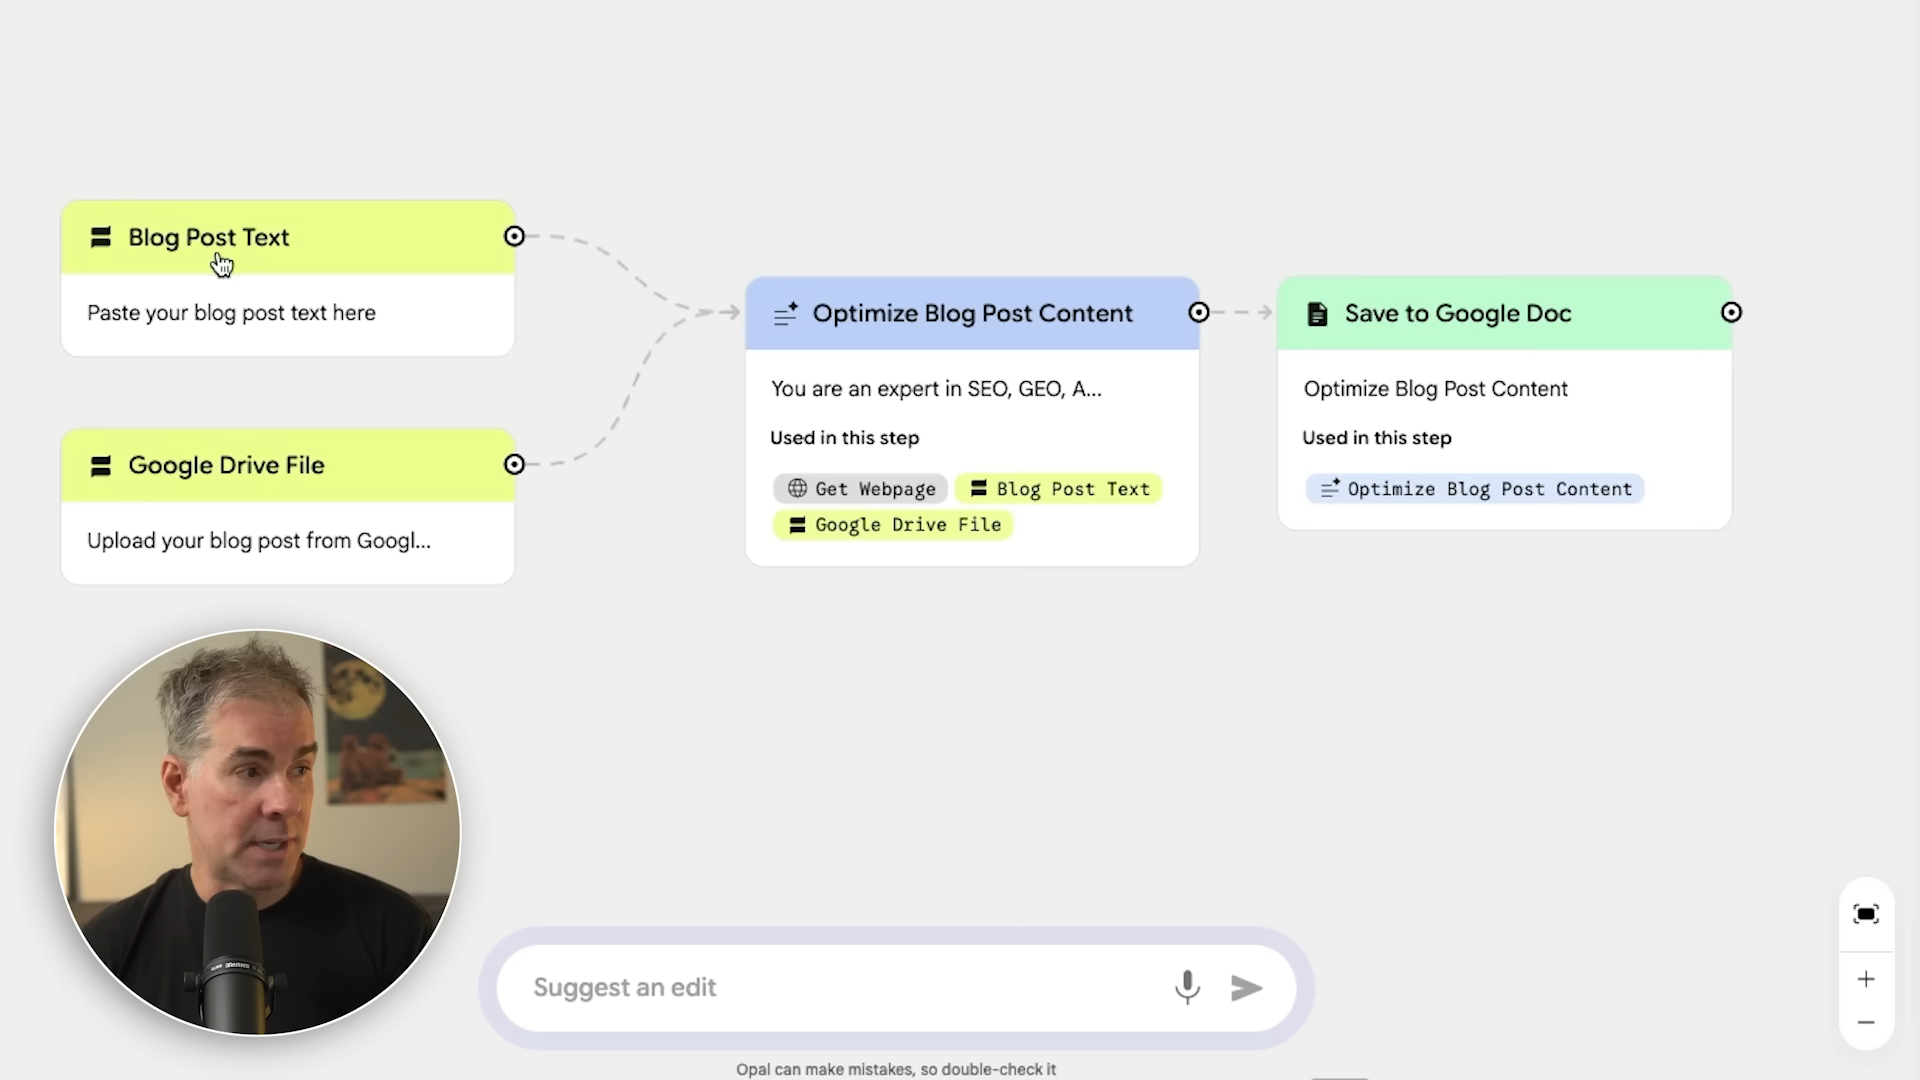 Blog Post Text
Paste your blog post text here
Google Drive File
Upload your blog post from Googl...
Optimize Blog Post Content
You are an expert in SEO, GEO, A...
Used in this step
Get Webpage
Blog Post Text
Google Drive File
Save to Google Doc
Optimize Blog Post Content
Used in this step
Optimize Blog Post Content
Suggest an edit
Opal can make mistakes, so double-check it